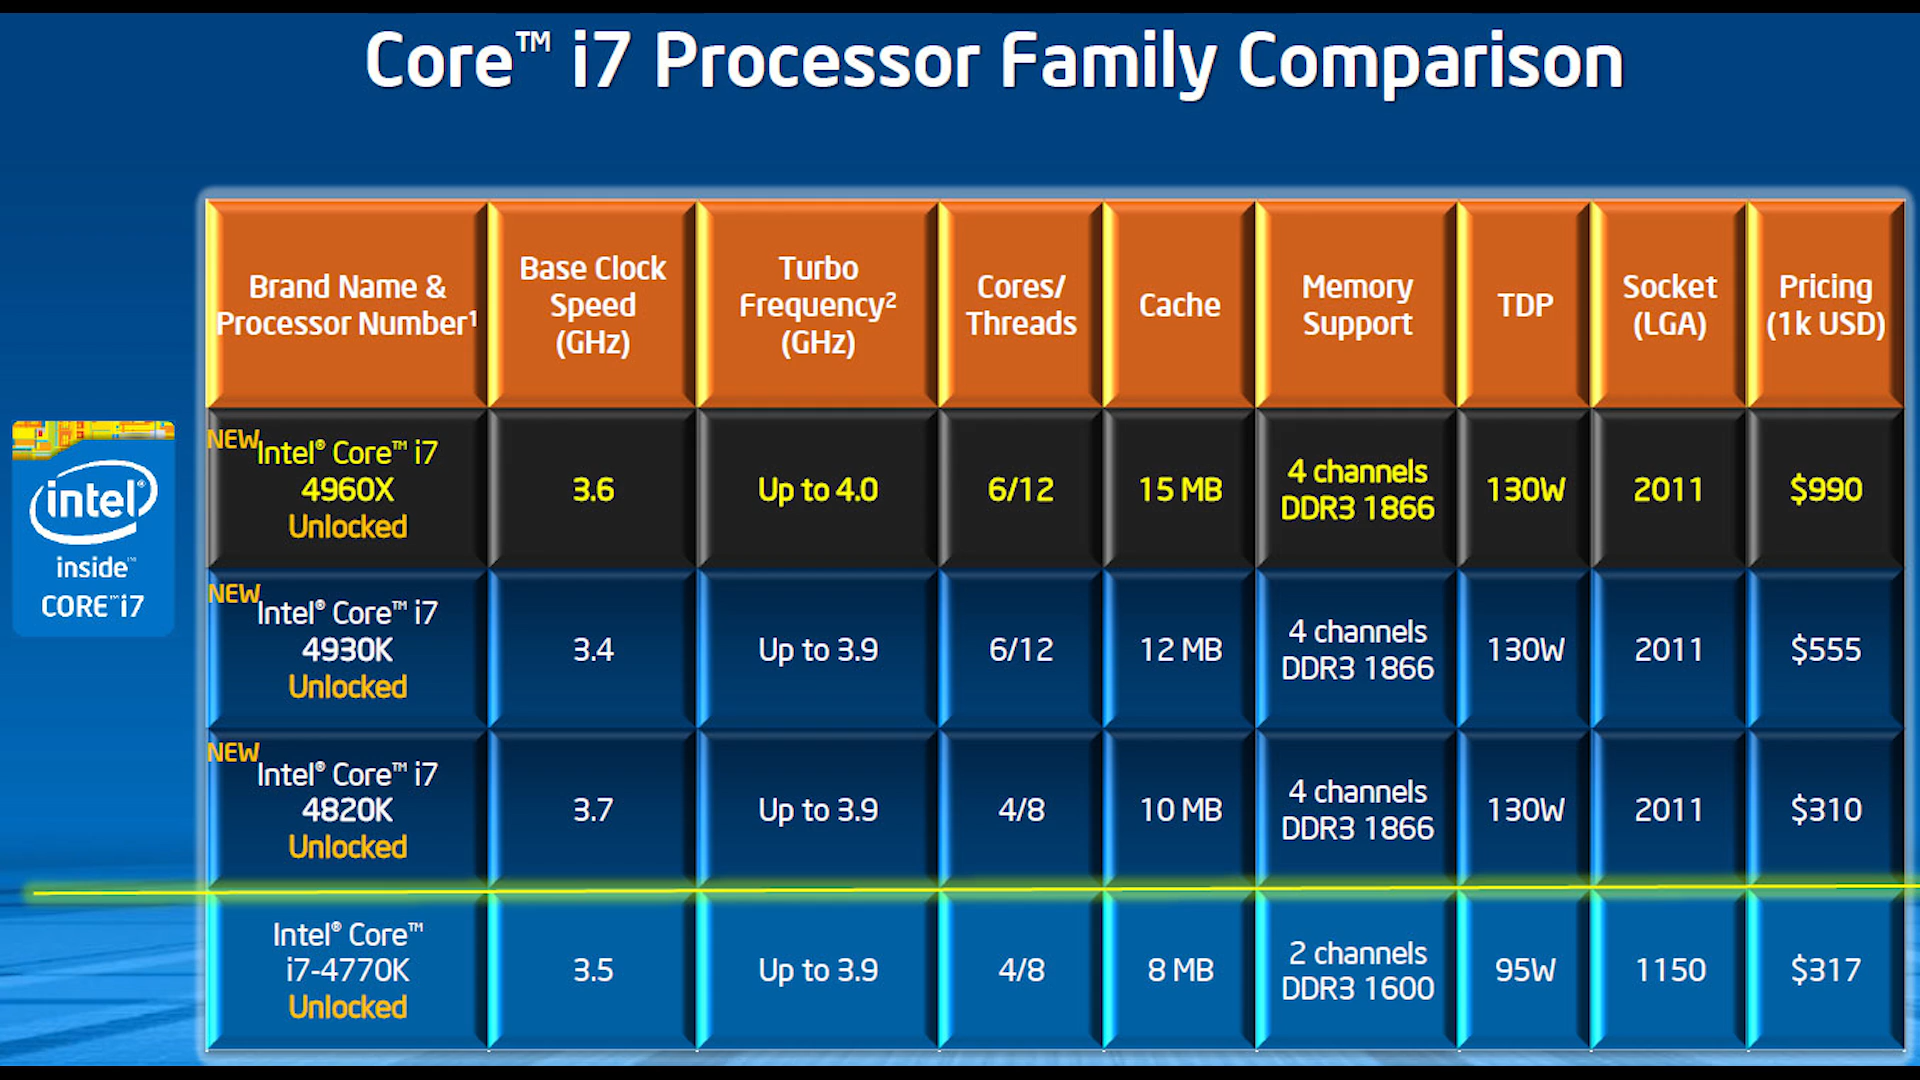 Core™ i7 Processor Family Comparison
Brand Name &
Processor Number¹
Base Clock
Speed
(GHz)
Turbo
Frequency²
(GHz)
Cores/
Threads
Cache
Memory
Support
TDP
Socket
(LGA)
Pricing
(1k USD)
NEW
Intel® Core™ i7
4960X
Unlocked
3.6
Up to 4.0
6/12
15 MB
4 channels
DDR3 1866
130W
2011
$990
NEW
Intel® Core™ i7
4930K
Unlocked
3.4
Up to 3.9
6/12
12 MB
4 channels
DDR3 1866
130W
2011
$555
NEW
Intel® Core™ i7
4820K
Unlocked
3.7
Up to 3.9
4/8
10 MB
4 channels
DDR3 1866
130W
2011
$310
Intel® Core™
i7-4770K
Unlocked
3.5
Up to 3.9
4/8
8 MB
2 channels
DDR3 1600
95W
1150
$317
intel®
inside™
CORE™i7